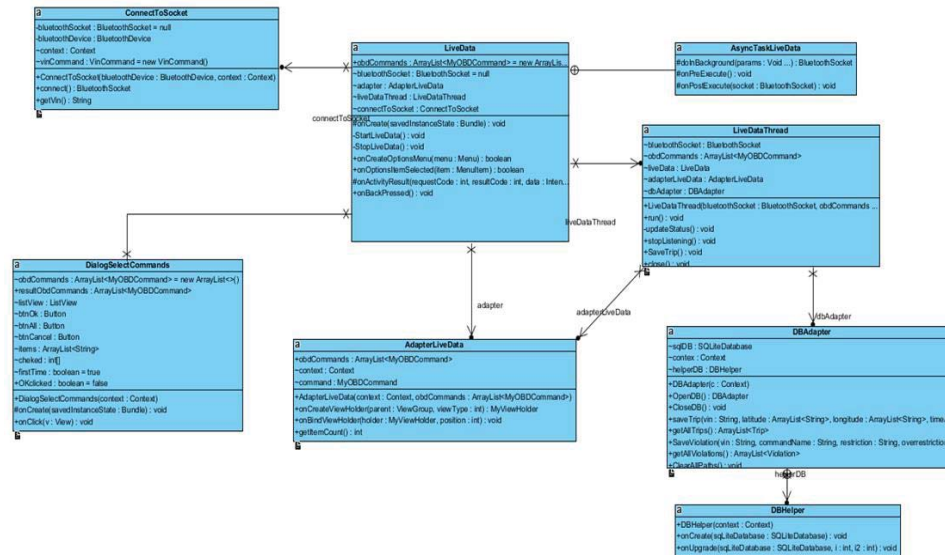 a
ConnectToSocket
-bluetoothSocket : BluetoothSocket = null
-bluetoothDevice : BluetoothDevice
~context : Context
~vinCommand : VinCommand = new VinCommand()
+ConnectToSocket(bluetoothDevice : BluetoothDevice, context : Context)
+connect() : BluetoothSocket
+getVin() : String
a
LiveData
+obdCommands : ArrayList<MyOBDCommand> = new ArrayLis...
~bluetoothSocket : BluetoothSocket = null
~adapter : AdapterLiveData
~liveDataThread : LiveDataThread
~connectToSocket : ConnectToSocket
#onCreate(savedInstanceState : Bundle) : void
-StartLiveData() : void
-StopLiveData() : void
+onCreateOptionsMenu(menu : Menu) : boolean
+onOptionsItemSelected(item : MenuItem) : boolean
#onActivityResult(requestCode : int, resultCode : int, data : Inten...
+onBackPressed() : void
a
AsyncTaskLiveData
#doInBackground(params : Void ...) : BluetoothSocket
#onPreExecute() : void
#onPostExecute(socket : BluetoothSocket) : void
connectToSocket
a
LiveDataThread
~bluetoothSocket : BluetoothSocket
~obdCommands : ArrayList<MyOBDCommand>
~liveData : LiveData
~adapterLiveData : AdapterLiveData
~dbAdapter : DBAdapter
+LiveDataThread(bluetoothSocket : BluetoothSocket, obdCommands ...
+run() : void
-updateStatus() : void
+stopListening() : void
+SaveTrip() : void
+close() : void
liveDataThread
a
DialogSelectCommands
~obdCommands : ArrayList<MyOBDCommand> = new ArrayList<>()
+resultObdCommands : ArrayList<MyOBDCommand>
~listView : ListView
~btnOk : Button
~btnAll : Button
~btnCancel : Button
~items : ArrayList<String>
~cheked : int[]
~firstTime : boolean = true
+OKclicked : boolean = false
+DialogSelectCommands(context : Context)
#onCreate(savedInstanceState : Bundle) : void
+onClick(v : View) : void
adapter
adapterLiveData
/dbAdapter
a
AdapterLiveData
+obdCommands : ArrayList<MyOBDCommand>
~context : Context
~command : MyOBDCommand
+AdapterLiveData(context : Context, obdCommands : ArrayList<MyOBDCommand>)
+onCreateViewHolder(parent : ViewGroup, viewType : int) : MyViewHolder
+onBindViewHolder(holder : MyViewHolder, position : int) : void
+getItemCount() : int
a
DBAdapter
~sqlDB : SQLiteDatabase
~contex : Context
~helperDB : DBHelper
+DBAdapter(c : Context)
+OpenDB() : DBAdapter
+CloseDB() : void
+saveTrip(vin : String, latitude : ArrayList<String>, longitude : ArrayList<String>, time.
+getAllTrips() : ArrayList<Trip>
+SaveViolation(vin : String, commandName : String, restriction : String, overrestriction
+getAllViolations() : ArrayList<Violation>
+ClearAllPaths() : void
helperDB
a
DBHelper
+DBHelper(context : Context)
+onCreate(sqLiteDatabase : SQLiteDatabase) : void
+onUpgrade(sqLiteDatabase : SQLiteDatabase, i : int, i2 : int) : void